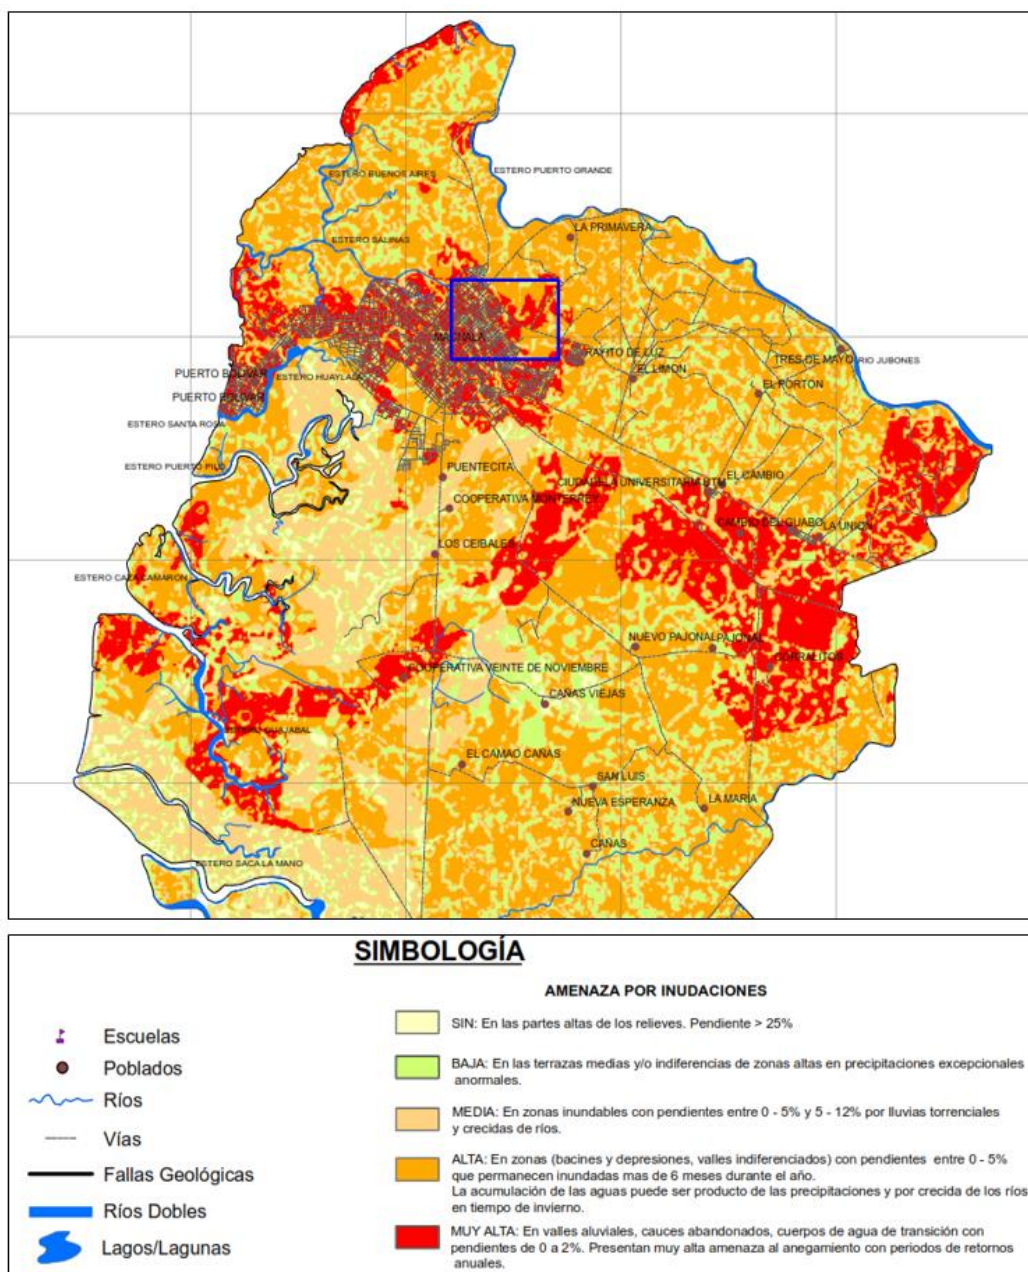 ESTERO BUENOS AIRES
ESTERO PUERTO GRANDE
LA PRIMAVERA
ESTERO SALINAS
MACHALA
RAYITO DE LUZ
EL LIMON
TRES DE MAYO
RIO JUBONES
EL PORTON
PUERTO BOLIVAR
ESTERO HUAYLALA
PUERTO BOLIVAR
ESTERO SANTA ROSA
ESTERO PUERTO PILO
PUENTECITA
CIUDADELA UNIVERSITARIA UTM
EL CAMBIO
COOPERATIVA MONTERREY
CAMBIO DEL GUABO
LA UNION
LOS CEIBALES
ESTERO CAZA CAMARON
NUEVO PAJONAL
PAJONAL
CORRALITOS
COOPERATIVA VEINTE DE NOVIEMBRE
CAÑAS VIEJAS
EL CAMAO CAÑAS
SAN LUIS
NUEVA ESPERANZA
LA MARIA
CAÑAS
ESTERO SACA LA MANO
SIMBOLOGÍA
AMENAZA POR INUDACIONES
Escuelas
Poblados
Ríos
Vías
Fallas Geológicas
Ríos Dobles
Lagos/Lagunas
SIN: En las partes altas de los relieves. Pendiente > 25%
BAJA: En las terrazas medias y/o indiferencias de zonas altas en precipitaciones excepcionales
anormales.
MEDIA: En zonas inundables con pendientes entre 0 - 5% y 5 - 12% por lluvias torrenciales
y crecidas de ríos.
ALTA: En zonas (bacines y depresiones, valles indiferenciados) con pendientes entre 0 - 5%
que permanecen inundadas mas de 6 meses durante el año.
La acumulación de las aguas puede ser producto de las precipitaciones y por crecida de los ríos
en tiempo de invierno.
MUY ALTA: En valles aluviales, cauces abandonados, cuerpos de agua de transición con
pendientes de 0 a 2%. Presentan muy alta amenaza al anegamiento con periodos de retornos
anuales.